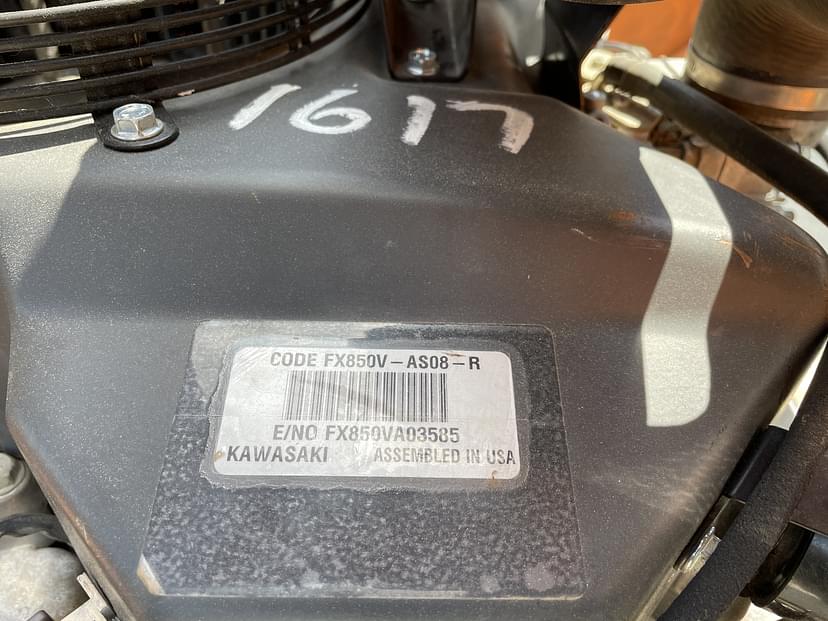 1617
CODE FX850V-AS08-R
E/NO FX850VA03585
KAWASAKI ASSEMBLED IN USA